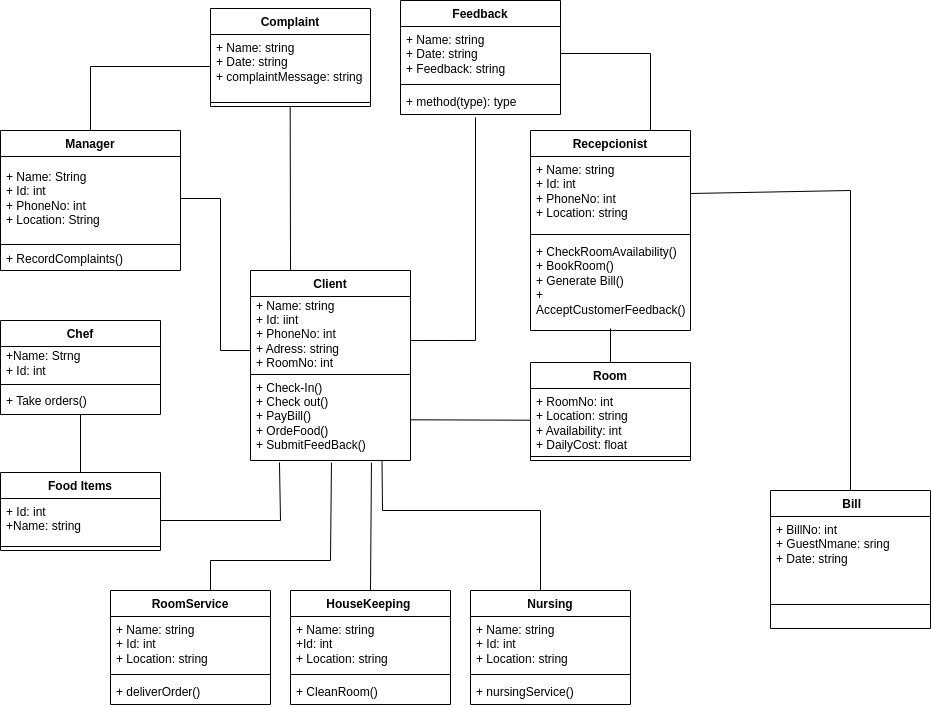 Complaint
+ Name: string
+ Date: string
+ complaintMessage: string
Feedback
+ Name: string
+ Date: string
+ Feedback: string
+ method(type): type
Manager
+ Name: String
+ Id: int
+ PhoneNo: int
+ Location: String
+ RecordComplaints()
Recepcionist
+ Name: string
+ Id: int
+ PhoneNo: int
+ Location: string
+ CheckRoomAvailability()
+ BookRoom()
+ Generate Bill()
+
AcceptCustomerFeedback()
Client
+ Name: string
+ Id: iint
+ PhoneNo: int
+ Adress: string
+ RoomNo: int
+ Check-In()
+ Check out()
+ PayBill()
+ OrdeFood()
+ SubmitFeedBack()
Chef
+Name: Strng
+ Id: int
+ Take orders()
Room
+ RoomNo: int
+ Location: string
+ Availability: int
+ DailyCost: float
Food Items
+ Id: int
+Name: string
Bill
+ BillNo: int
+ GuestNmane: sring
+ Date: string
RoomService
+ Name: string
+ Id: int
+ Location: string
+ deliverOrder()
HouseKeeping
+ Name: string
+Id: int
+ Location: string
+ CleanRoom()
Nursing
+ Name: string
+ Id: int
+ Location: string
+ nursingService()